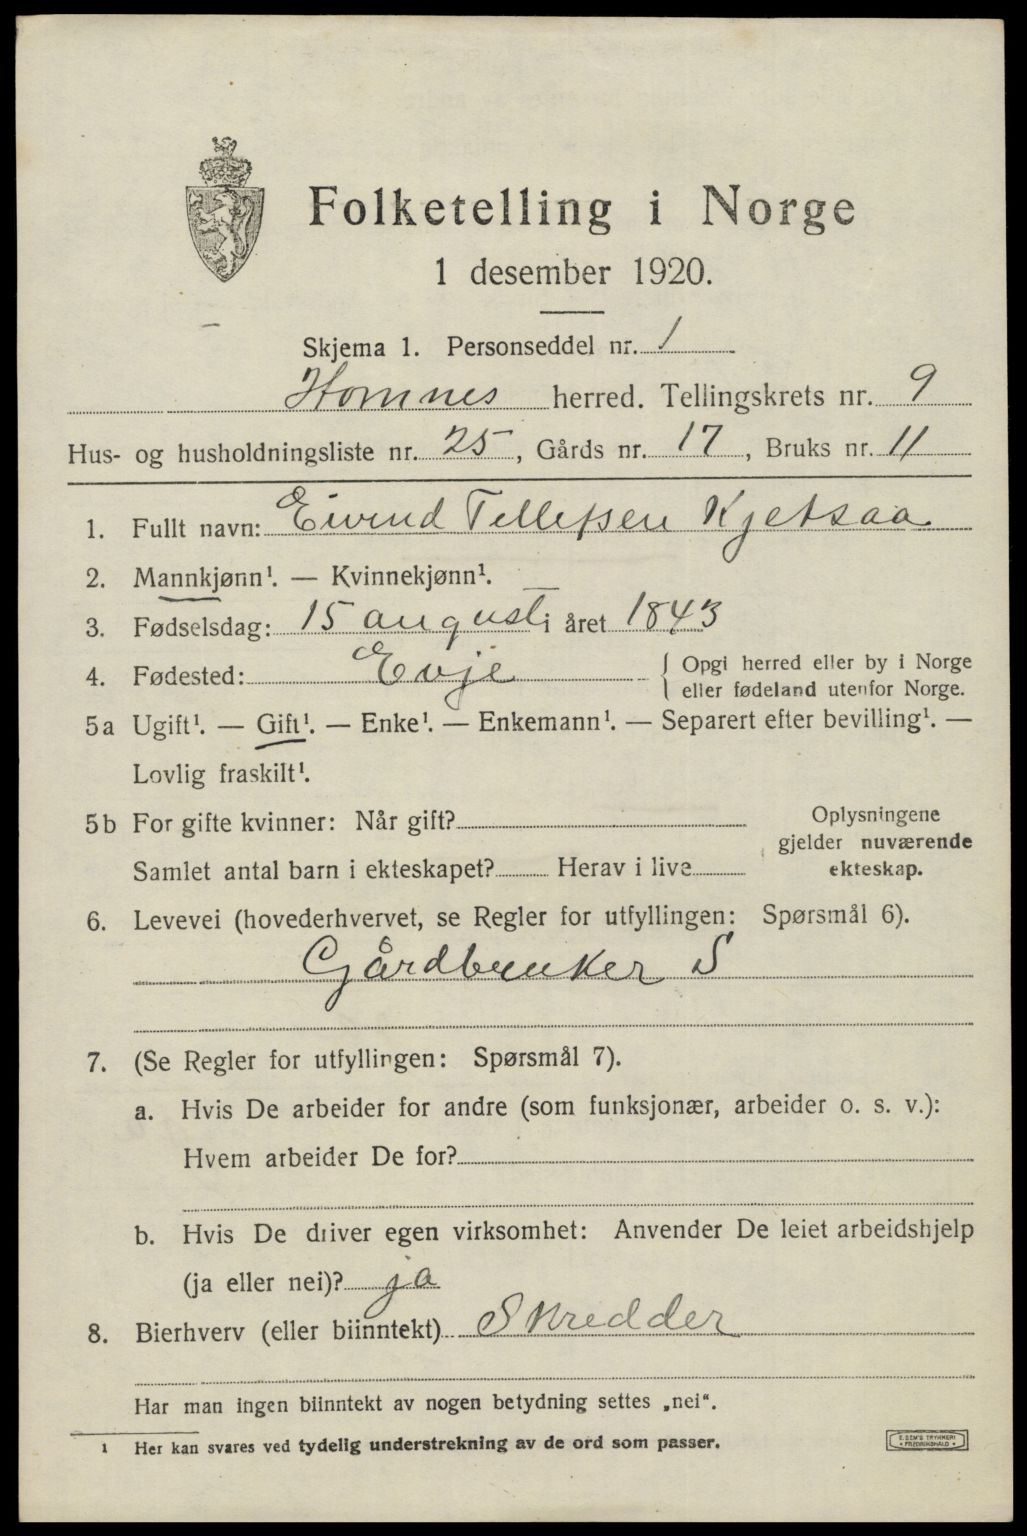 Folketelling i Norge
1 desember 1920.
Skjema 1. Personseddel nr. 1
Hornnes herred. Tellingskrets nr. 9
Hus- og husholdningsliste nr. 25, Gårds nr. 17, Bruks nr. 11
1. Fullt navn: Eivind Tellefsen Kjetsaa
2. Mannkjønn¹. — Kvinnekjønn¹.
3. Fødselsdag: 15 august i året 1843
4. Fødested: Evje { Opgi herred eller by i Norge
eller fødeland utenfor Norge.
5a Ugift¹. — Gift¹. — Enke¹. — Enkemann¹. — Separert efter bevilling¹. —
Lovlig fraskilt¹.
5b For gifte kvinner: Når gift?
Samlet antal barn i ekteskapet? Herav i live
Oplysningene
gjelder nuværende
ekteskap.
6. Levevei (hovederhvervet, se Regler for utfyllingen: Spørsmål 6).
Gårdbruker S
7. (Se Regler for utfyllingen: Spørsmål 7).
a. Hvis De arbeider for andre (som funksjonær, arbeider o. s. v.):
Hvem arbeider De for?
b. Hvis De driver egen virksomhet: Anvender De leiet arbeidshjelp
(ja eller nei)? ja
8. Bierhverv (eller biinntekt) Skredder
Har man ingen biinntekt av nogen betydning settes „nei“.
1 Her kan svares ved tydelig understrekning av de ord som passer.
E. SEM'S TRYKKERI
• FREDRIKSHALD •